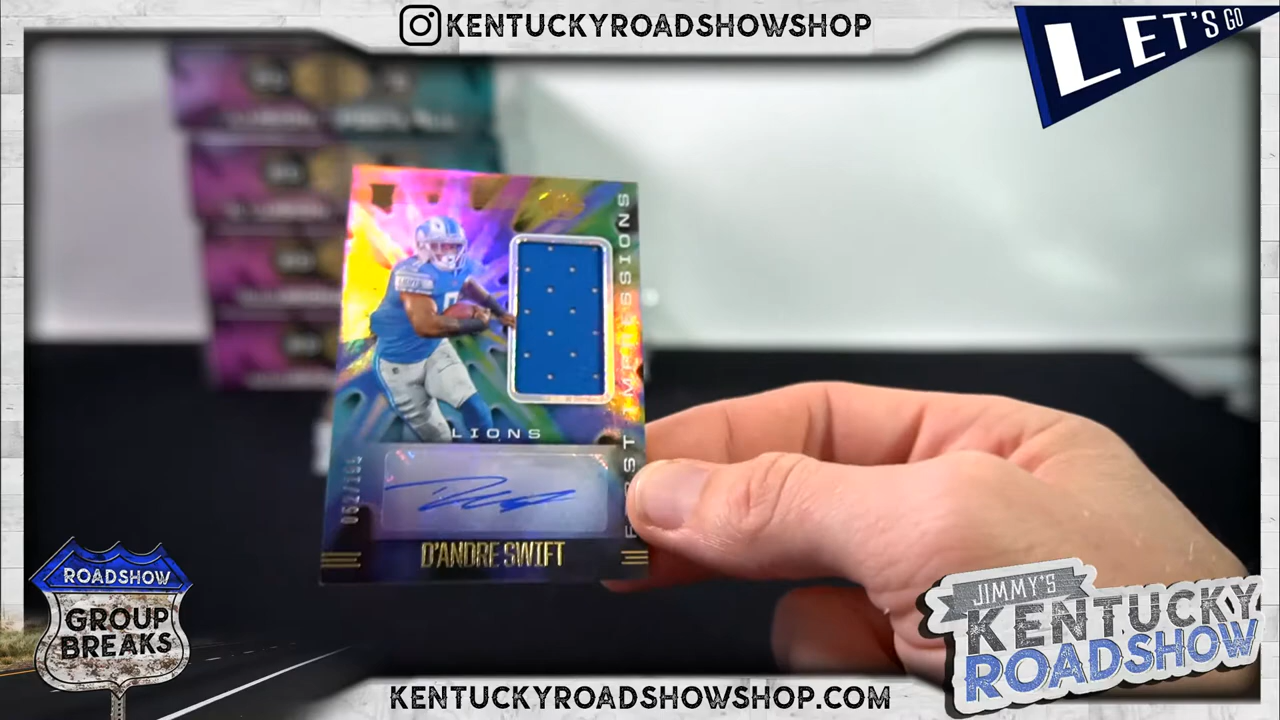 KENTUCKYROADSHOWSHOP
LET'S GO
FIRST IMPRESSIONS
LIONS
D'ANDRE SWIFT
ROADSHOW
GROUP
BREAKS
JIMMY'S
KENTUCKY
ROADSHOW
KENTUCKYROADSHOWSHOP.COM